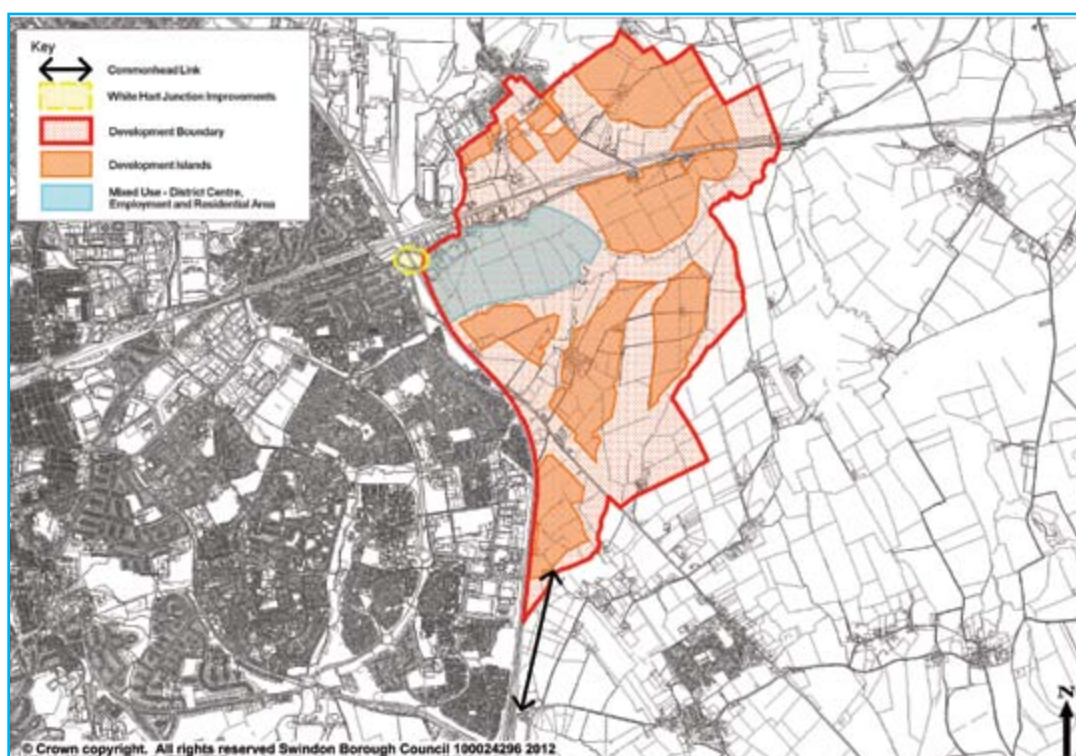 Key
Commonhead Link
White Hart Junction Improvements
Development Boundary
Development Islands
Mixed Use - District Centre,
Employment and Residential Area
N
© Crown copyright. All rights reserved Swindon Borough Council 100024296 2012